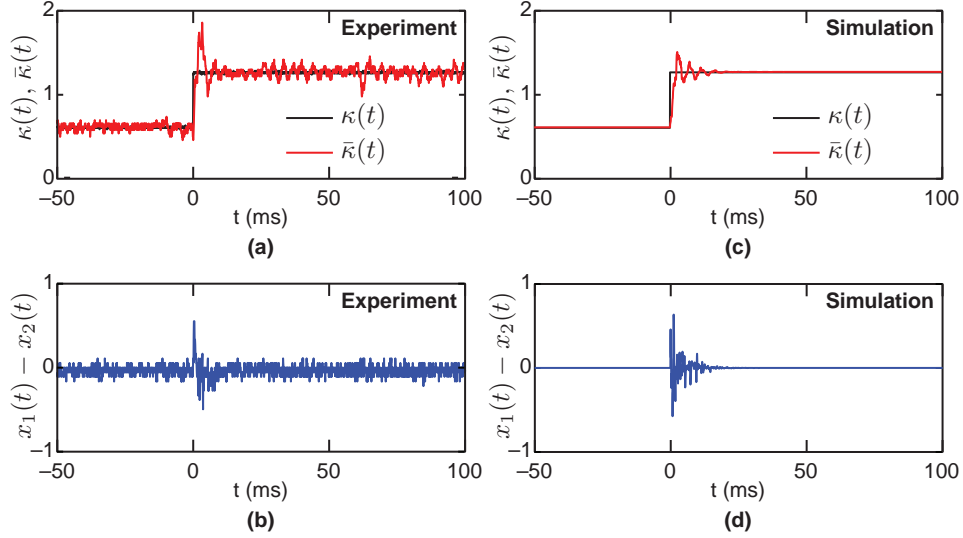 2
1
0
κ(t), κ̄(t)
Experiment
κ(t)
κ̄(t)
–50
0
50
100
t (ms)
(a)
2
1
0
κ(t), κ̄(t)
Simulation
κ(t)
κ̄(t)
–50
0
50
100
t (ms)
(c)
1
0
–1
x₁(t) − x₂(t)
Experiment
–50
0
50
100
t (ms)
(b)
1
0
–1
x₁(t) − x₂(t)
Simulation
–50
0
50
100
t (ms)
(d)